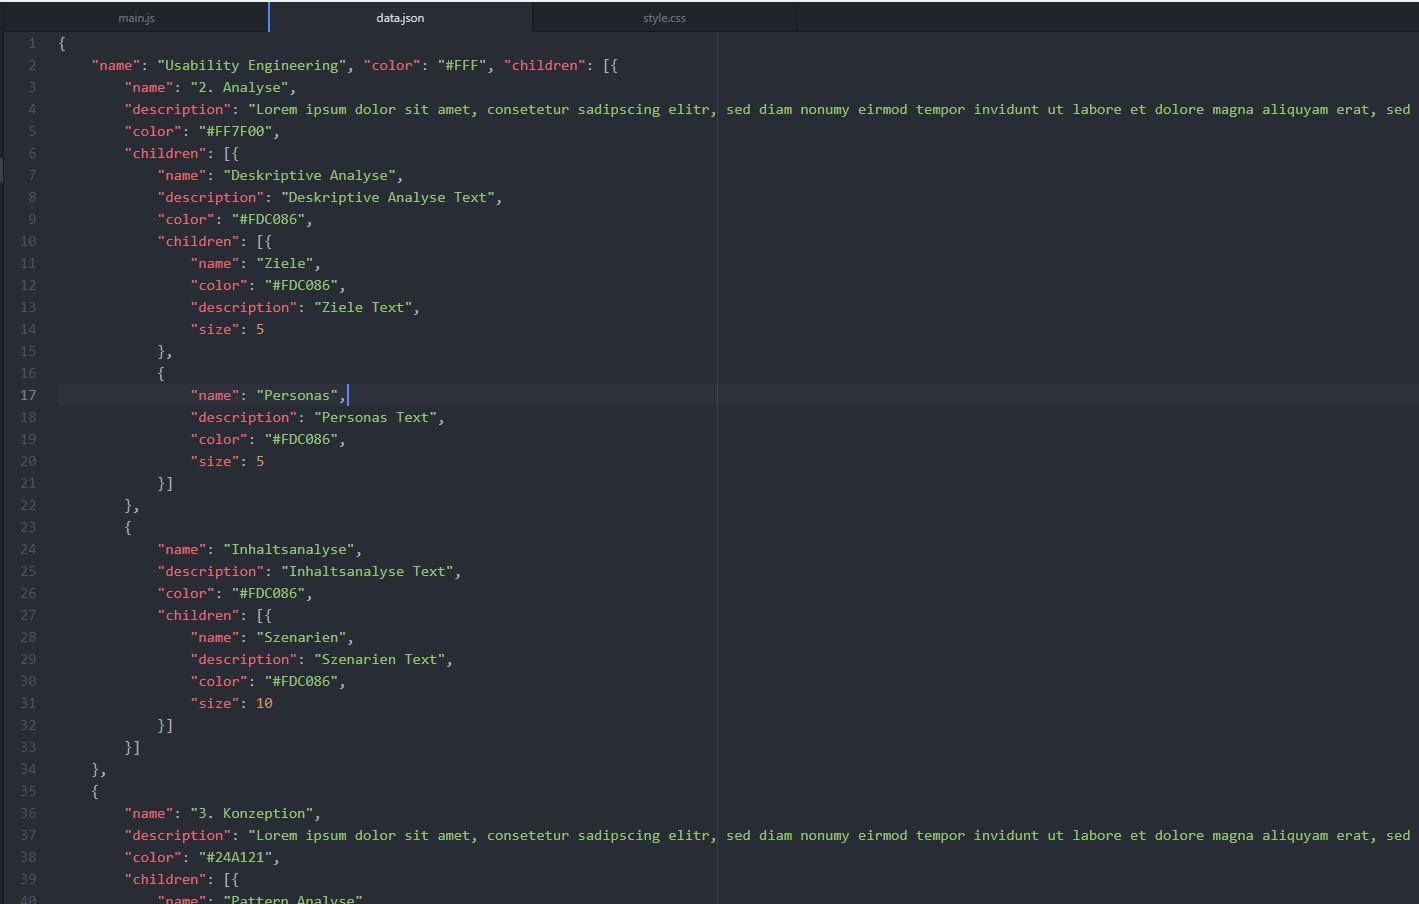 main.js data.json style.css
1 {
2 "name": "Usability Engineering", "color": "#FFF", "children": [{
3 "name": "2. Analyse",
4 "description": "Lorem ipsum dolor sit amet, consetetur sadipscing elitr, sed diam nonumy eirmod tempor invidunt ut labore et dolore magna aliquyam erat, sed
5 "color": "#FF7F00",
6 "children": [{
7 "name": "Deskriptive Analyse",
8 "description": "Deskriptive Analyse Text",
9 "color": "#FDC086",
10 "children": [{
11 "name": "Ziele",
12 "color": "#FDC086",
13 "description": "Ziele Text",
14 "size": 5
15 },
16 {
17 "name": "Personas",
18 "description": "Personas Text",
19 "color": "#FDC086",
20 "size": 5
21 }]
22 },
23 {
24 "name": "Inhaltsanalyse",
25 "description": "Inhaltsanalyse Text",
26 "color": "#FDC086",
27 "children": [{
28 "name": "Szenarien",
29 "description": "Szenarien Text",
30 "color": "#FDC086",
31 "size": 10
32 }]
33 }]
34 },
35 {
36 "name": "3. Konzeption",
37 "description": "Lorem ipsum dolor sit amet, consetetur sadipscing elitr, sed diam nonumy eirmod tempor invidunt ut labore et dolore magna aliquyam erat, sed
38 "color": "#24A121",
39 "children": [{
40 "name": "Pattern Analyse"